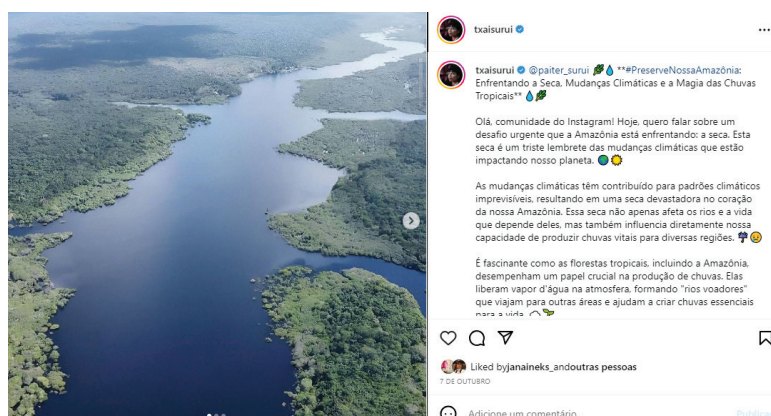 txaisurui
txaisurui @paiter_surui 🌿💧 **#PreserveNossaAmazônia:
Enfrentando a Seca, Mudanças Climáticas e a Magia das Chuvas
Tropicais** 💧🌿
Olá, comunidade do Instagram! Hoje, quero falar sobre um
desafio urgente que a Amazônia está enfrentando: a seca. Esta
seca é um triste lembrete das mudanças climáticas que estão
impactando nosso planeta. 🌍☀️
As mudanças climáticas têm contribuído para padrões climáticos
imprevisíveis, resultando em uma seca devastadora no coração
da nossa Amazônia. Essa seca não apenas afeta os rios e a vida
que depende deles, mas também influencia diretamente nossa
capacidade de produzir chuvas vitais para diversas regiões.
É fascinante como as florestas tropicais, incluindo a Amazônia,
desempenham um papel crucial na produção de chuvas. Elas
liberam vapor d'água na atmosfera, formando "rios voadores"
que viajam para outras áreas e ajudam a criar chuvas essenciais
para a vida.
Liked byjanaineks_andoutras pessoas
7 DE OUTUBRO
Adicione um comentário...
Publicar